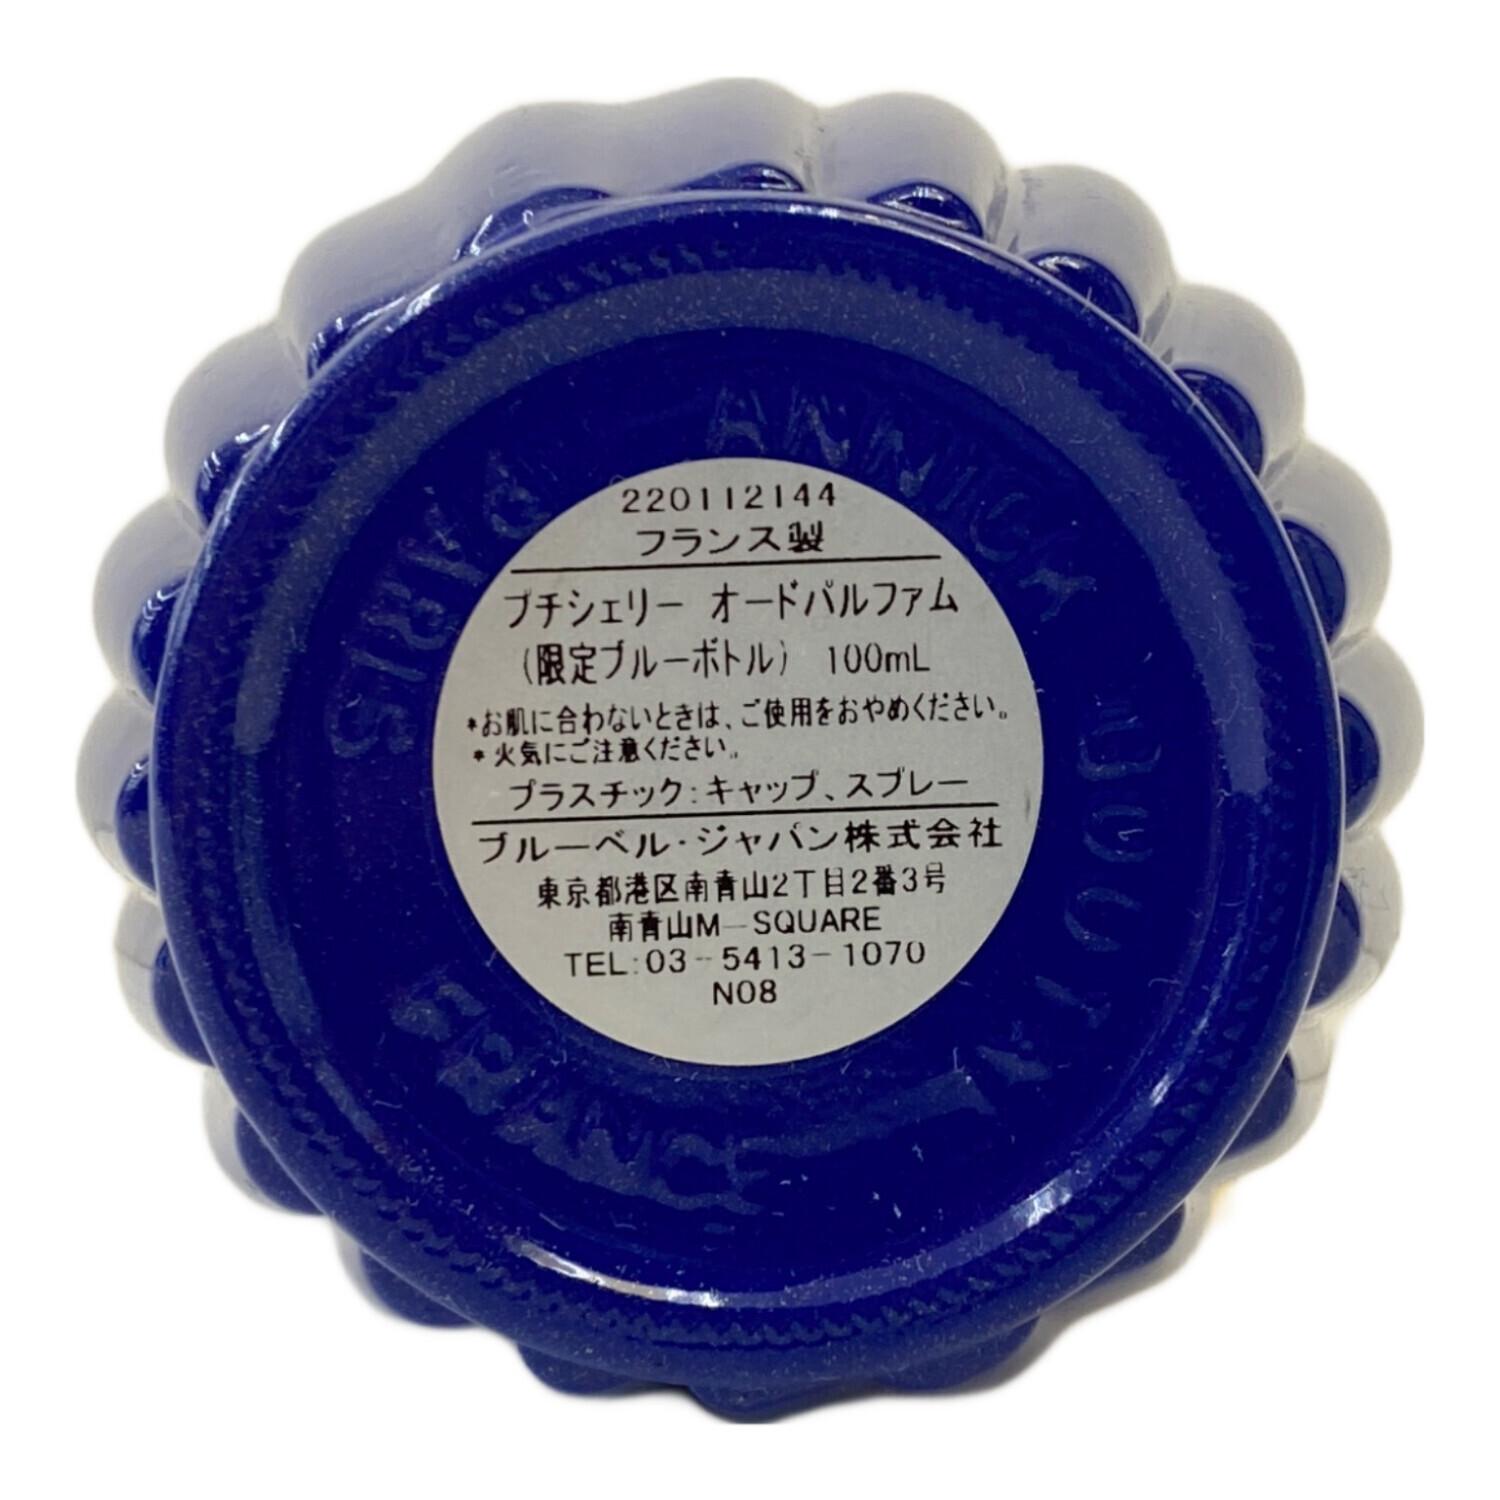 220112144
フランス製
プチシェリー オードパルファム
(限定ブルーボトル) 100mL
*お肌に合わないときは、ご使用をおやめください。
*火気にご注意ください。
プラスチック:キャップ、スプレー
ブルーベル・ジャパン株式会社
東京都港区南青山2丁目2番3号
南青山M-SQUARE
TEL:03-5413-1070
N08
ANNICK GOUTAL
PARIS
FRANCE